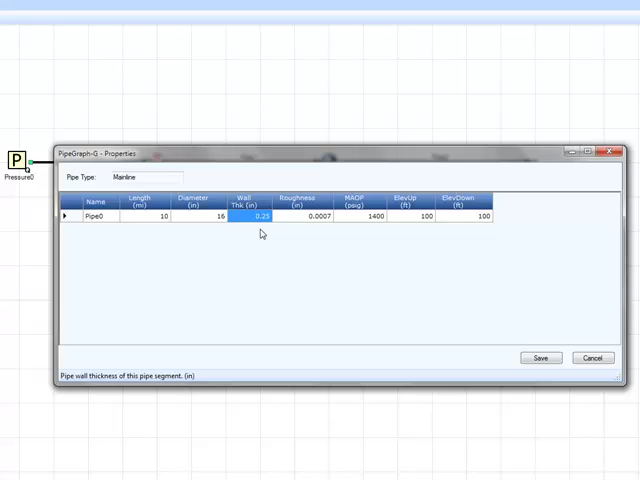 P
Pressure0
PipeGraph-G - Properties
Pipe Type: Mainline
Name Length (mi) Diameter (in) Wall Thk (in) Roughness (in) MAOP (psig) ElevUp (ft) ElevDown (ft)
Pipe0 10 16 0.25 0.0007 1400 100 100
Save Cancel
Pipe wall thickness of this pipe segment. (in)